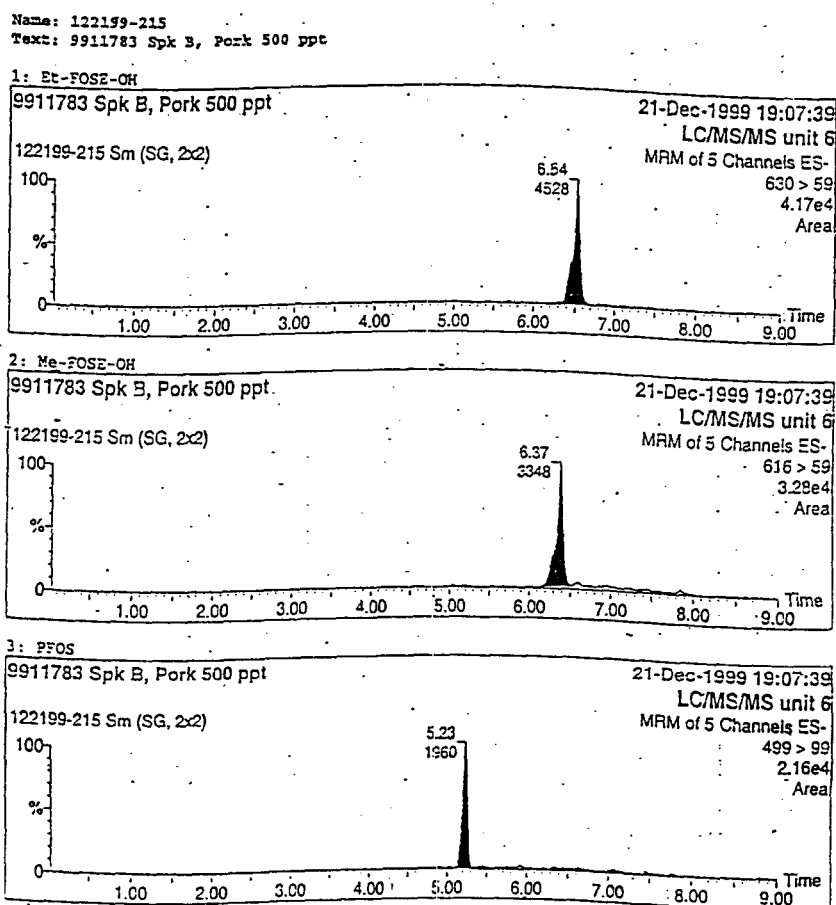 Name: 122199-215
Text: 9911783 Spk B, Pork 500 ppt
1: Et-FOSE-OH
9911783 Spk B, Pork 500 ppt
21-Dec-1999 19:07:39
LC/MS/MS unit 6
122199-215 Sm (SG, 2x2)
MRM of 5 Channels ES-
630 > 59
4.17e4
Area
6.54
4528
100
%
0
1.00 2.00 3.00 4.00 5.00 6.00 7.00 8.00 9.00
Time
2: Me-FOSE-OH
9911783 Spk B, Pork 500 ppt
21-Dec-1999 19:07:39
LC/MS/MS unit 6
122199-215 Sm (SG, 2x2)
MRM of 5 Channels ES-
616 > 59
3.28e4
Area
6.37
3348
100
%
0
1.00 2.00 3.00 4.00 5.00 6.00 7.00 8.00 9.00
Time
3: PFOS
9911783 Spk B, Pork 500 ppt
21-Dec-1999 19:07:39
LC/MS/MS unit 6
122199-215 Sm (SG, 2x2)
MRM of 5 Channels ES-
499 > 99
2.16e4
Area
5.23
1960
100
%
0
1.00 2.00 3.00 4.00 5.00 6.00 7.00 8.00 9.00
Time